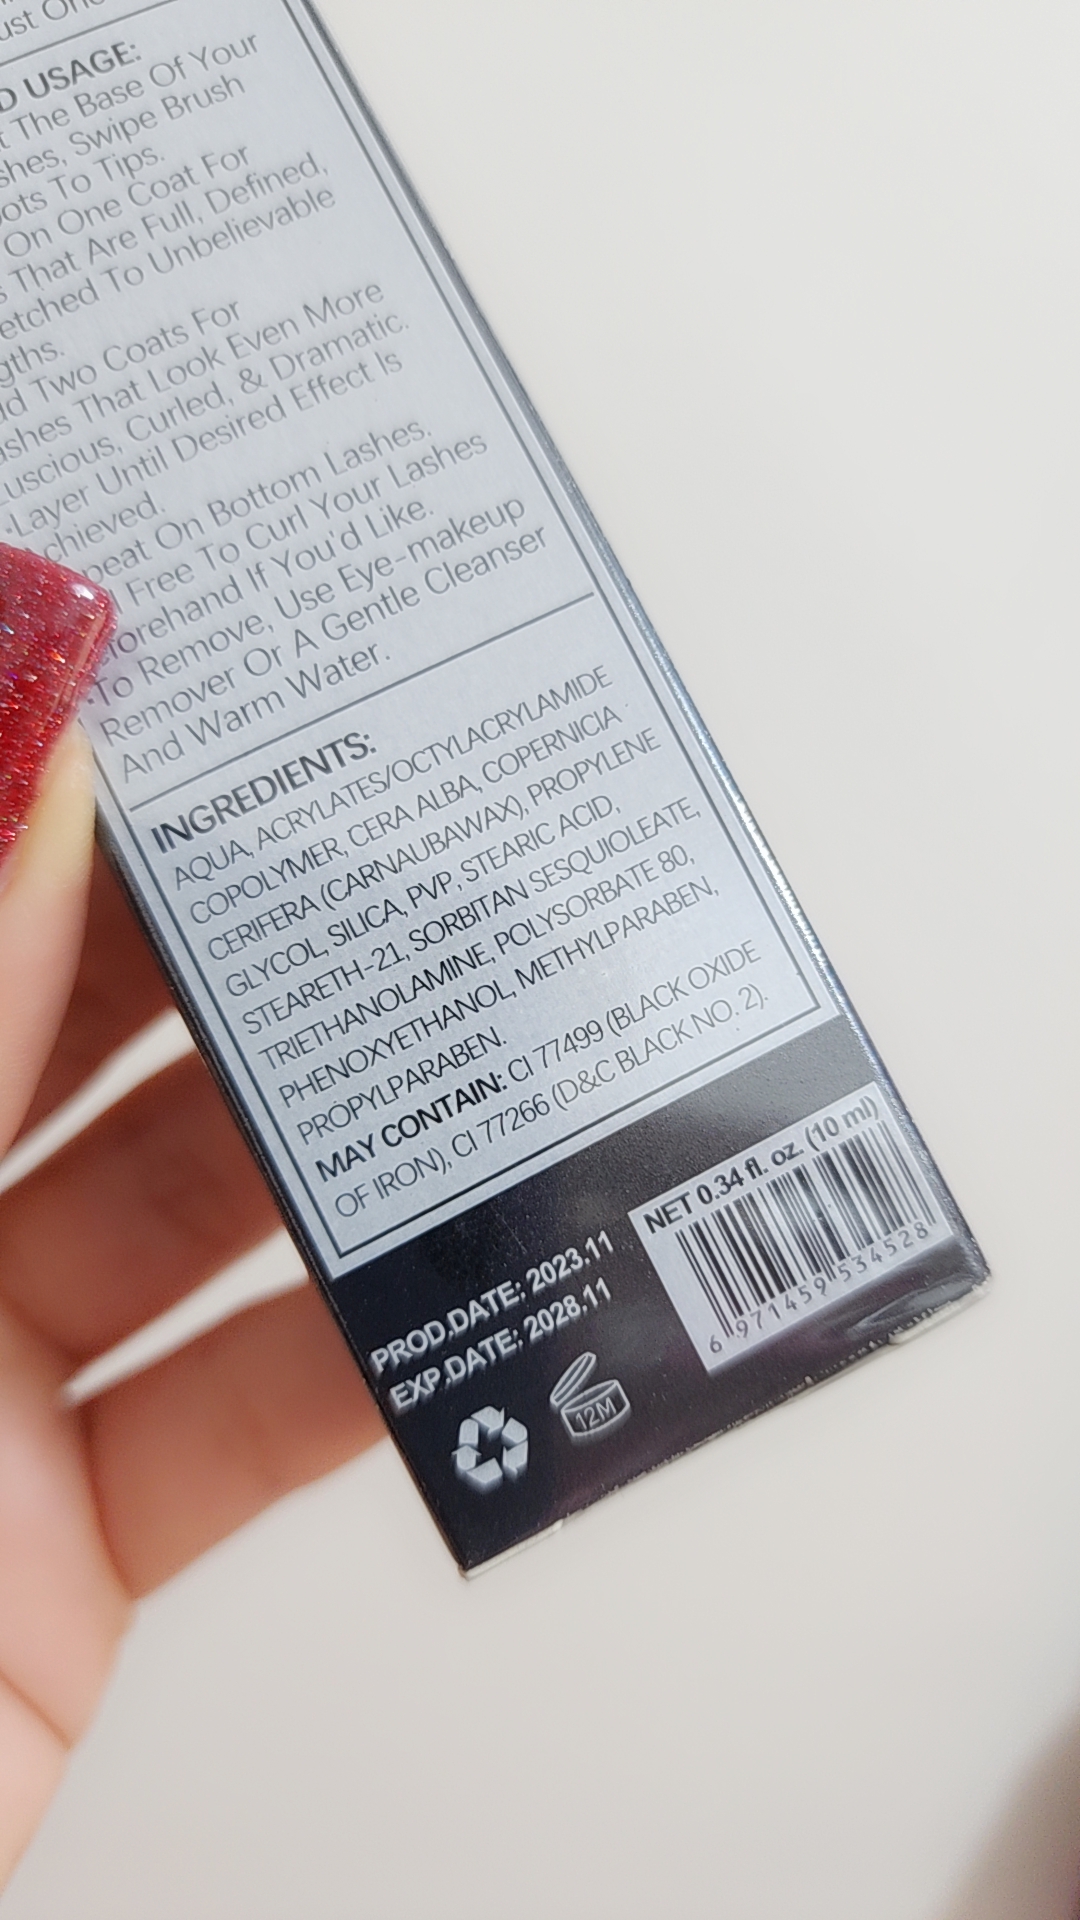 ust One
D USAGE:
t The Base Of Your
shes, Swipe Brush
ots To Tips.
On One Coat For
s That Are Full, Defined,
etched To Unbelievable
gths.
dd Two Coats For
ashes That Look Even More
Luscious, Curled, & Dramatic.
·Layer Until Desired Effect Is
chieved.
peat On Bottom Lashes.
Free To Curl Your Lashes
forehand If You'd Like.
·To Remove, Use Eye-makeup
Remover Or A Gentle Cleanser
And Warm Water.
INGREDIENTS:
AQUA, ACRYLATES/OCTYLACRYLAMIDE
COPOLYMER, CERA ALBA, COPERNICIA
CERIFERA (CARNAUBAWAX), PROPYLENE
GLYCOL, SILICA, PVP, STEARIC ACID,
STEARETH-21, SORBITAN SESQUIOLEATE,
TRIETHANOLAMINE, POLYSORBATE 80,
PHENOXYETHANOL, METHYLPARABEN,
PROPYLPARABEN.
MAY CONTAIN: CI 77499 (BLACK OXIDE
OF IRON), CI 77266 (D&C BLACK NO. 2).
NET 0.34 fl. oz. (10 ml)
6 971459 534528
PROD.DATE: 2023.11
EXP.DATE: 2028.11
12M